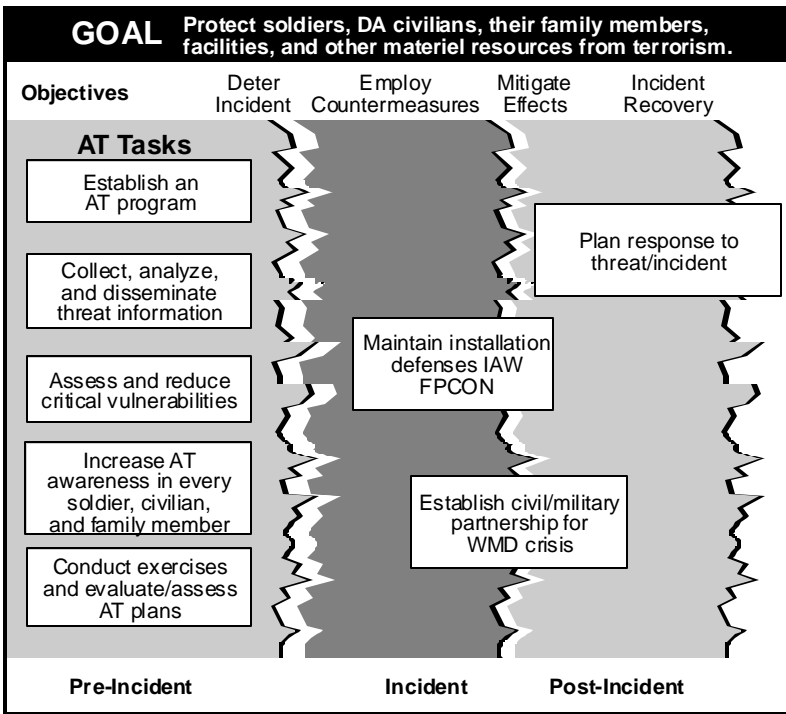 GOAL
Protect soldiers, DA civilians, their family members,
facilities, and other materiel resources from terrorism.
Objectives
Deter
Incident
Employ
Countermeasures
Mitigate
Effects
Incident
Recovery
AT Tasks
Establish an
AT program
Collect, analyze,
and disseminate
threat information
Assess and reduce
critical vulnerabilities
Increase AT
awareness in every
soldier, civilian,
and family member
Conduct exercises
and evaluate/assess
AT plans
Maintain installation
defenses IAW
FPCON
Establish civil/military
partnership for
WMD crisis
Plan response to
threat/incident
Pre-Incident
Incident
Post-Incident